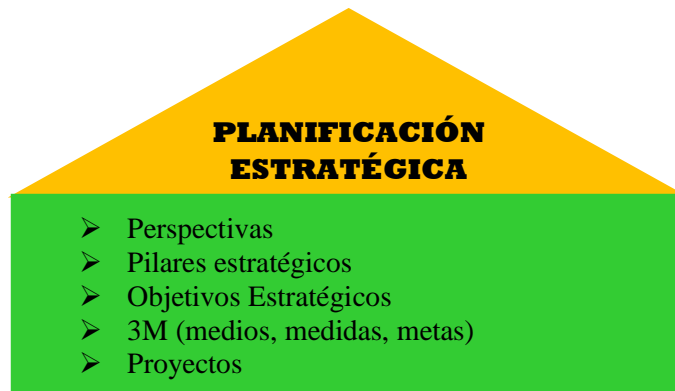 PLANIFICACIÓN
ESTRATÉGICA
➢ Perspectivas
➢ Pilares estratégicos
➢ Objetivos Estratégicos
➢ 3M (medios, medidas, metas)
➢ Proyectos